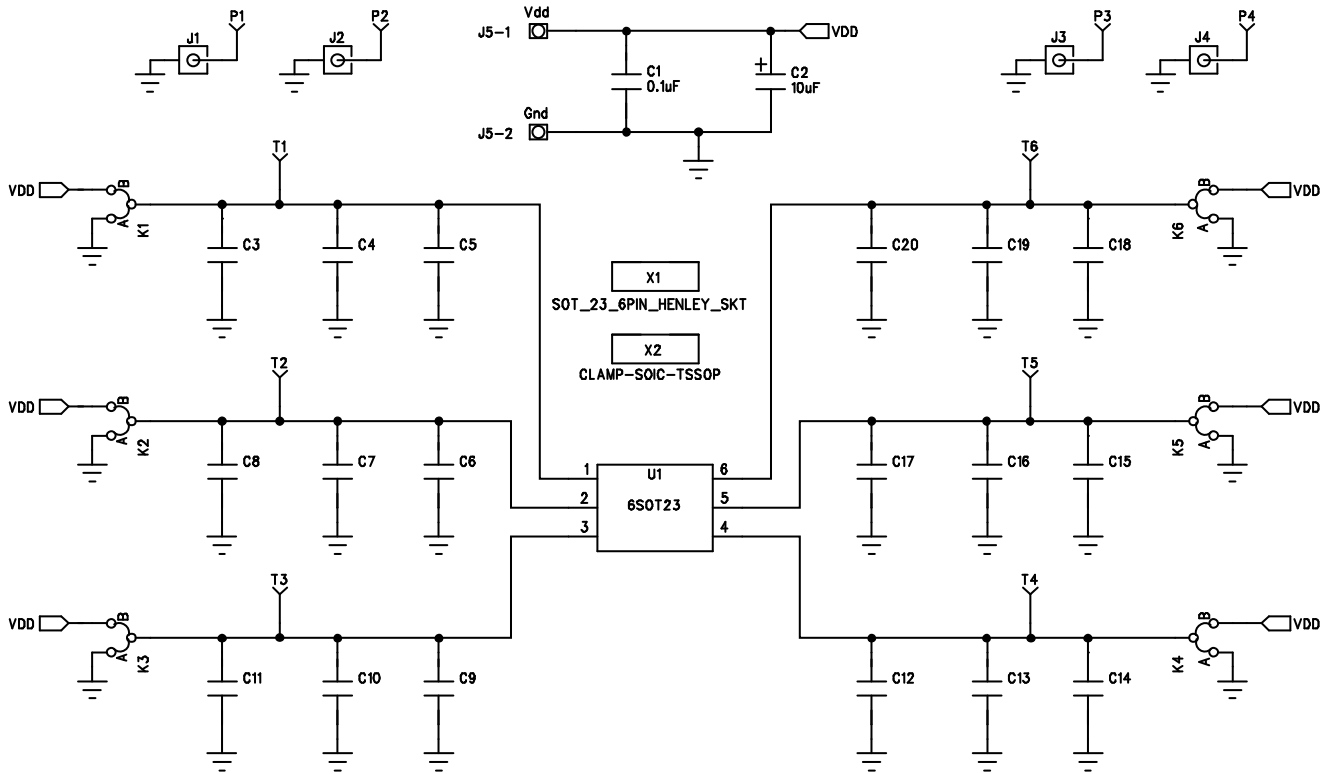 P1
P2
Vdd
P3
P4
J1
J2
J5-1
VDD
J3
J4
C1
0.1uF
C2
10uF
+
Gnd
J5-2
T1
T6
VDD
B
A
K1
C3
C4
C5
C20
C19
C18
B
A
K6
VDD
X1
SOT_23_6PIN_HENLEY_SKT
X2
CLAMP-SOIC-TSSOP
T2
T5
VDD
B
A
K2
C8
C7
C6
C17
C16
C15
B
A
K5
VDD
1
2
3
U1
6SOT23
6
5
4
T3
T4
VDD
B
A
K3
C11
C10
C9
C12
C13
C14
B
A
K4
VDD